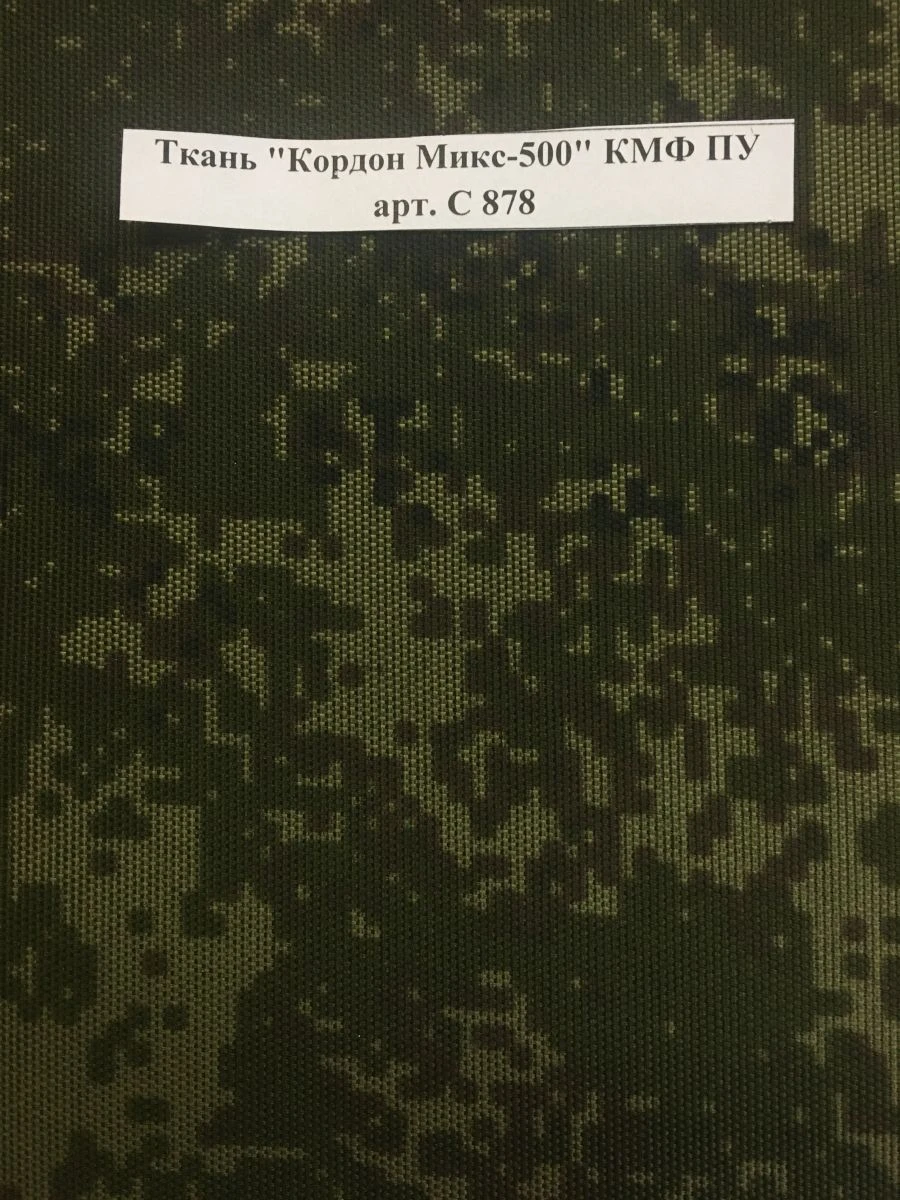 Ткань "Кордон Микс-500" КМФ ПУ
арт. С 878